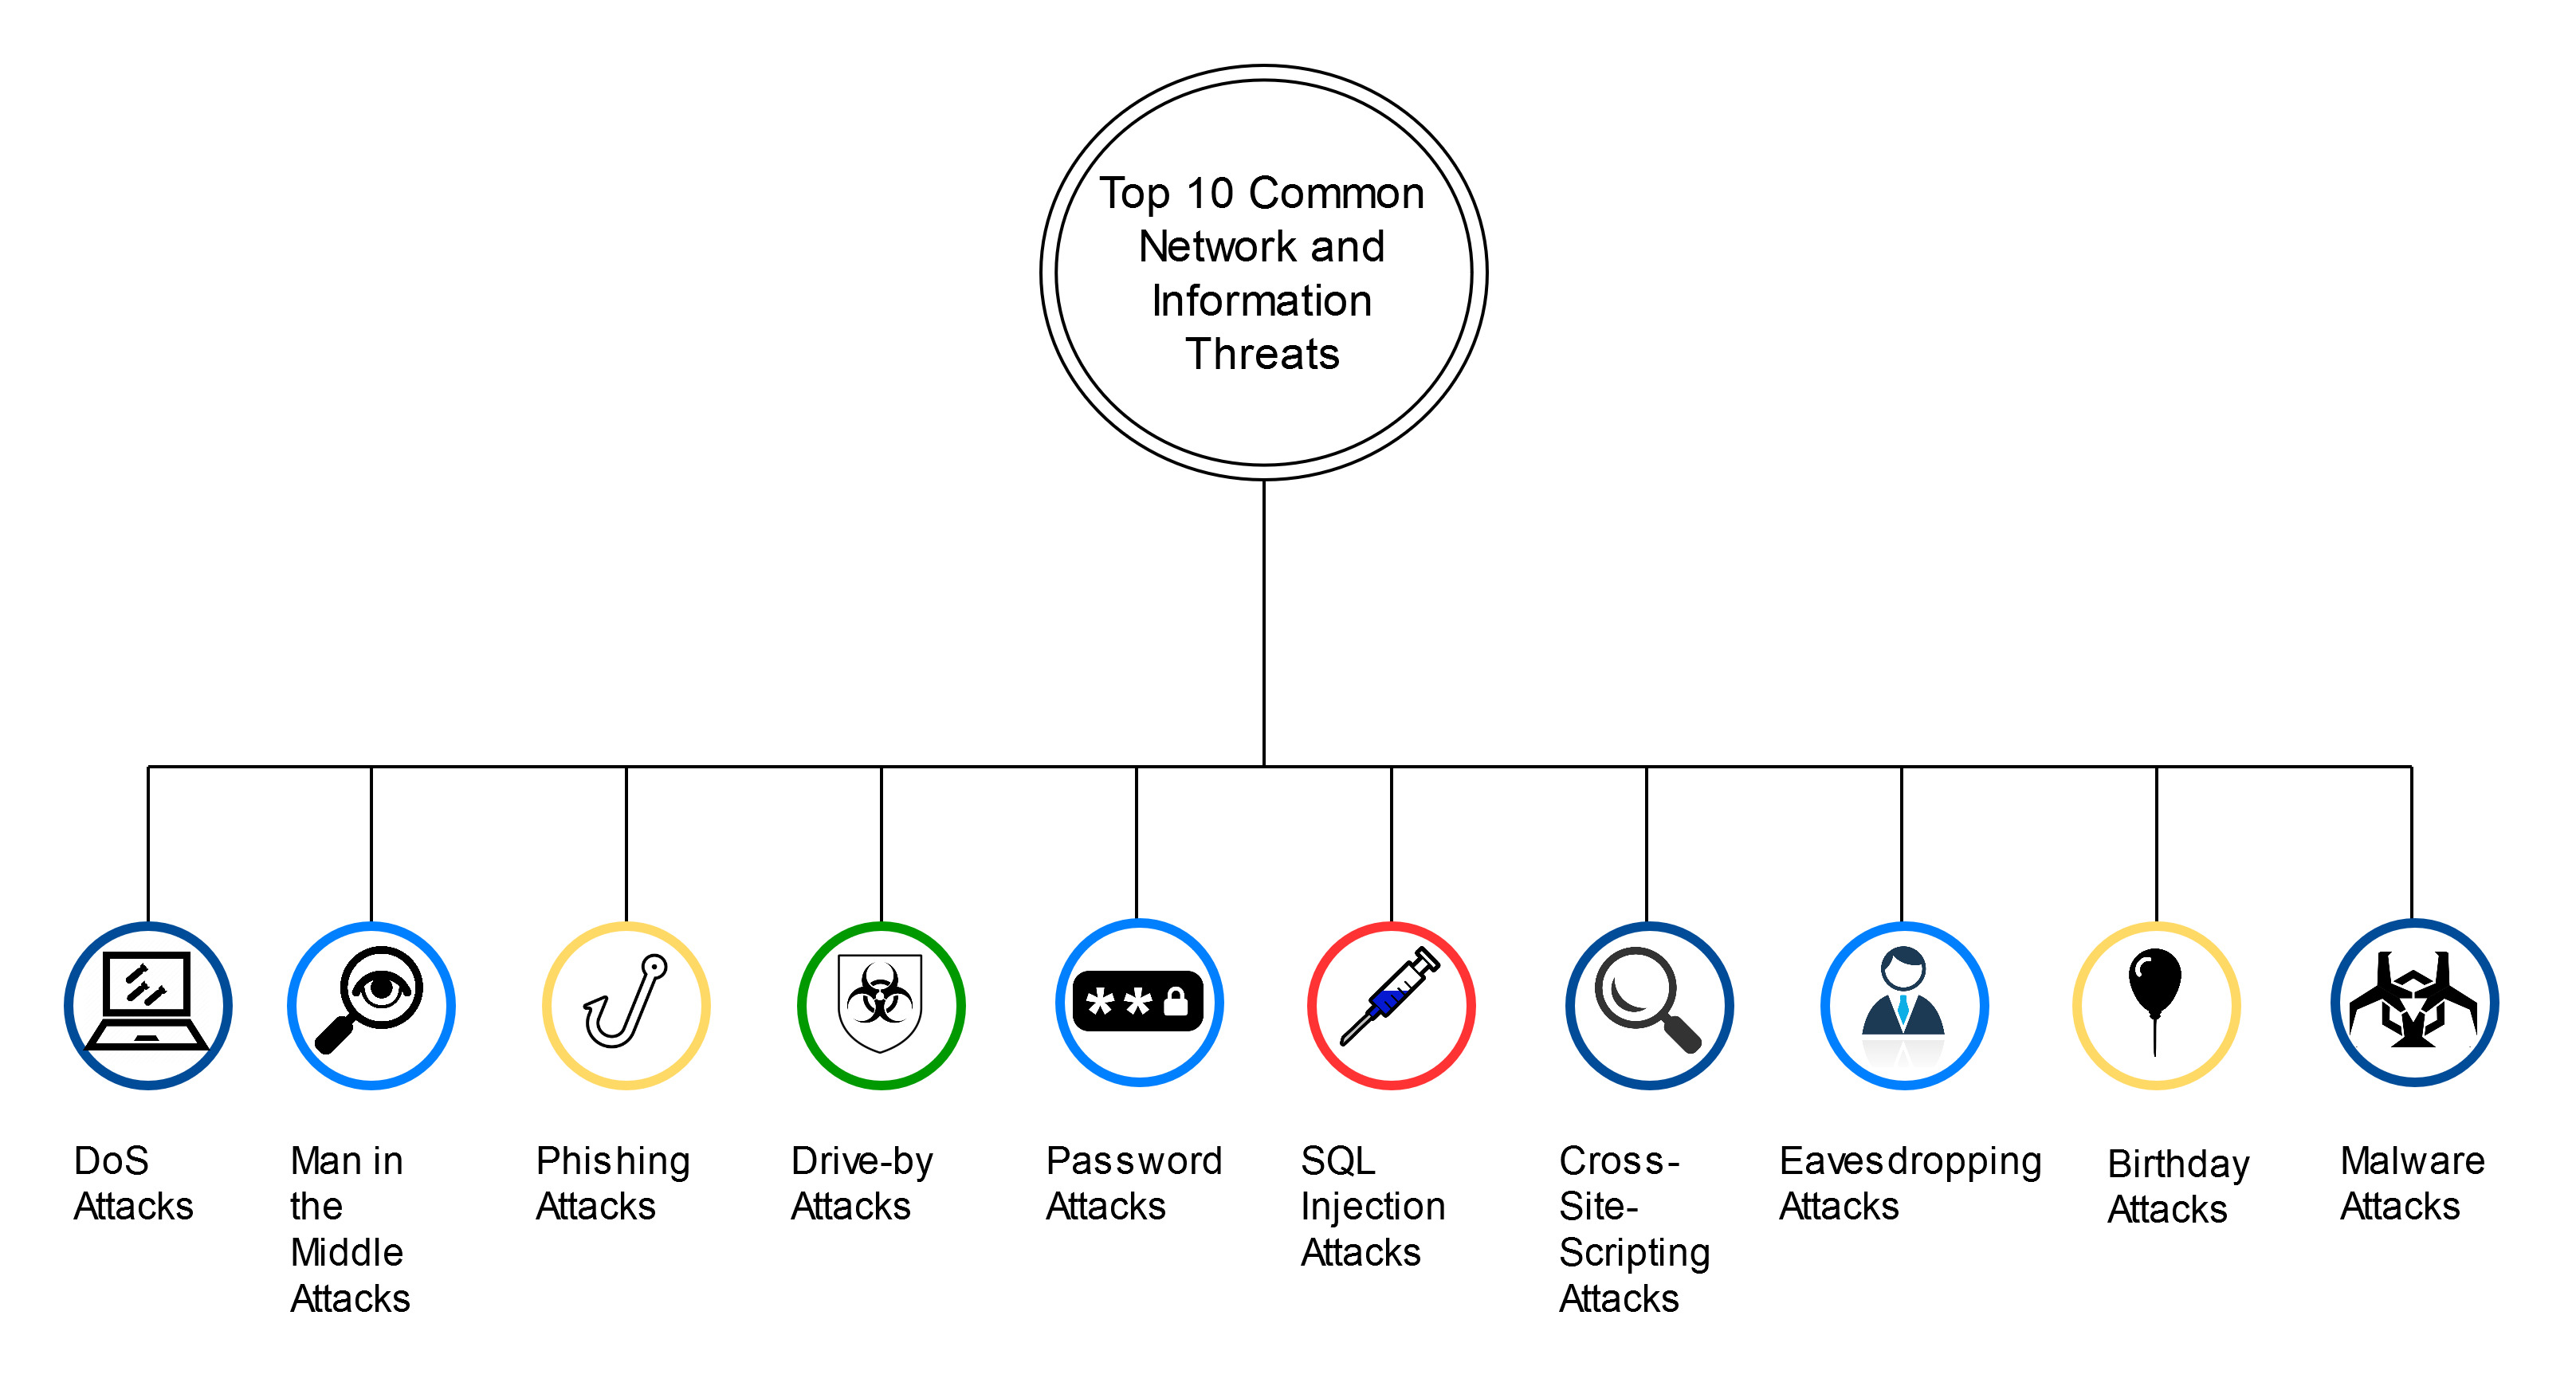 Top 10 Common
Network and
Information
Threats
* *
DoS
Attacks
Man in
the
Middle
Attacks
Phishing
Attacks
Drive-by
Attacks
Password
Attacks
SQL
Injection
Attacks
Cross-
Site-
Scripting
Attacks
Eavesdropping
Attacks
Birthday
Attacks
Malware
Attacks